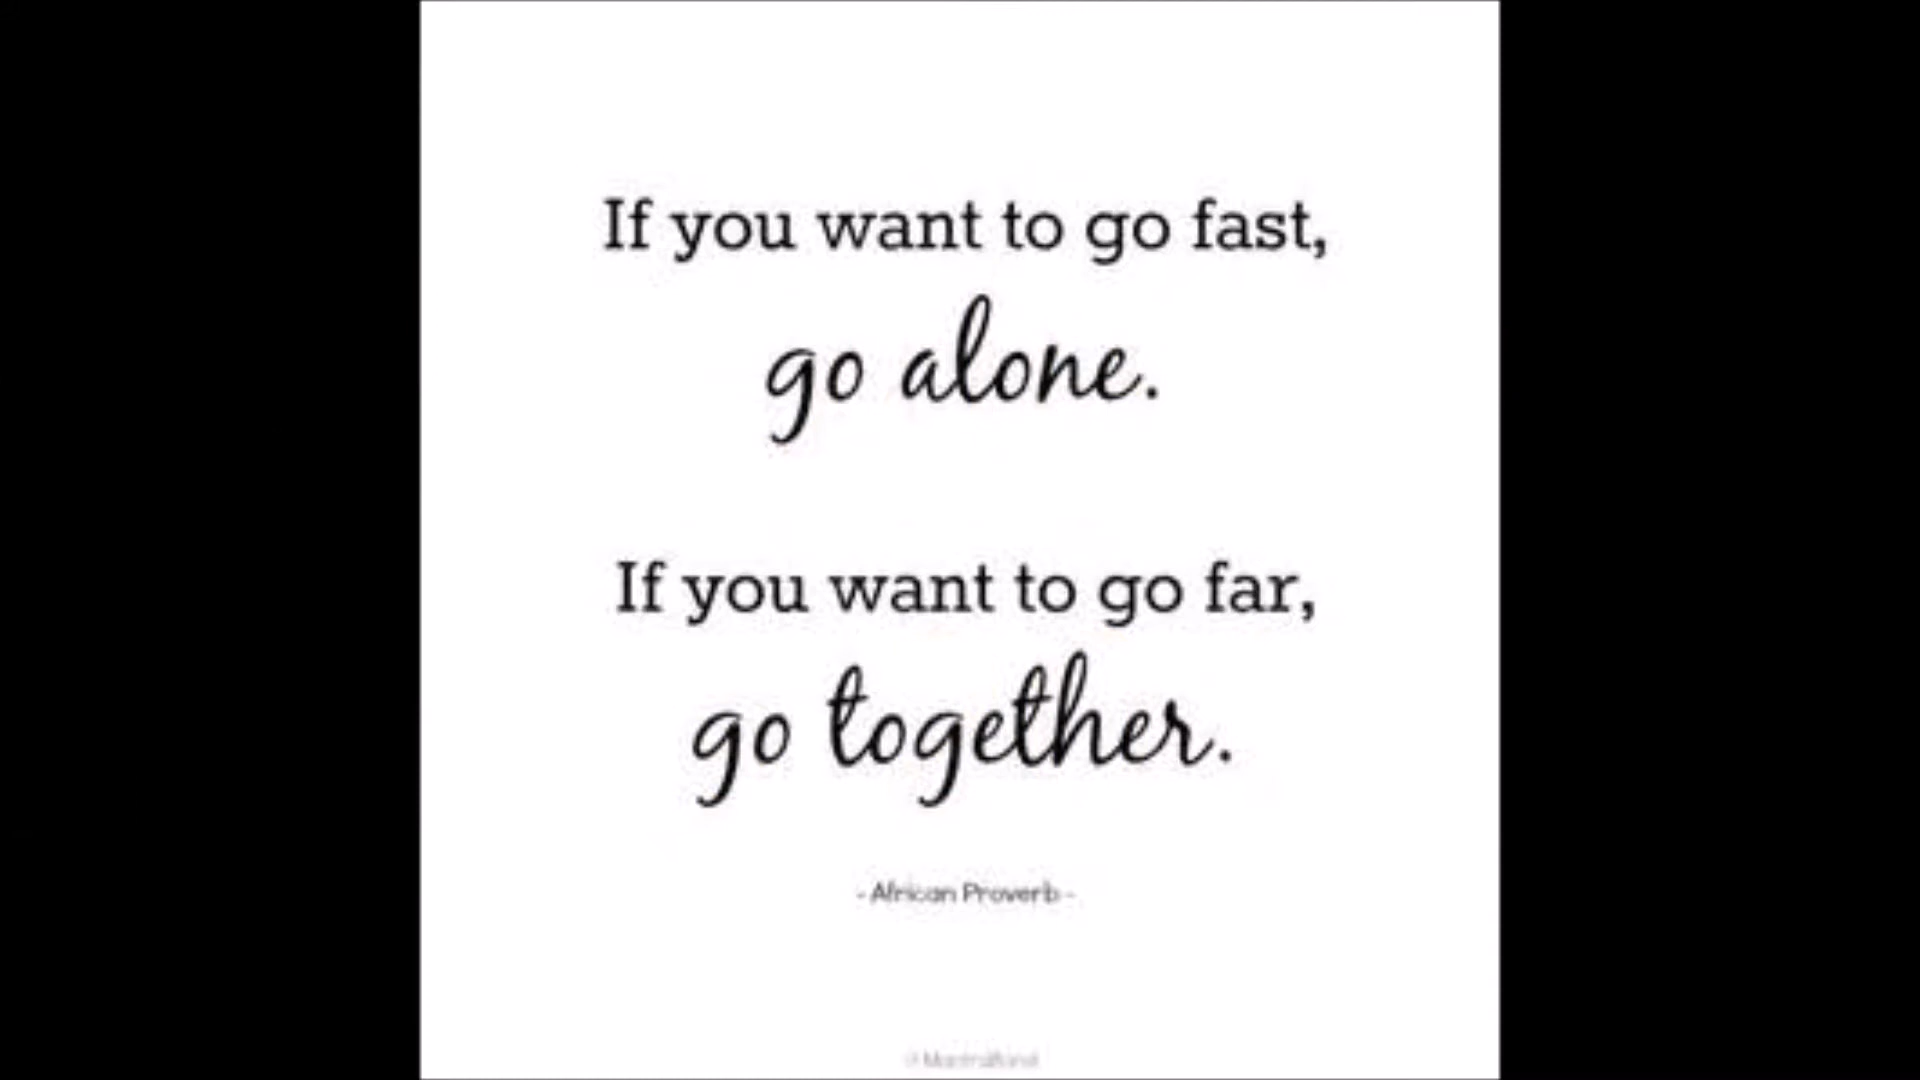 If you want to go fast,
go alone.
If you want to go far,
go together.
- African Proverb -